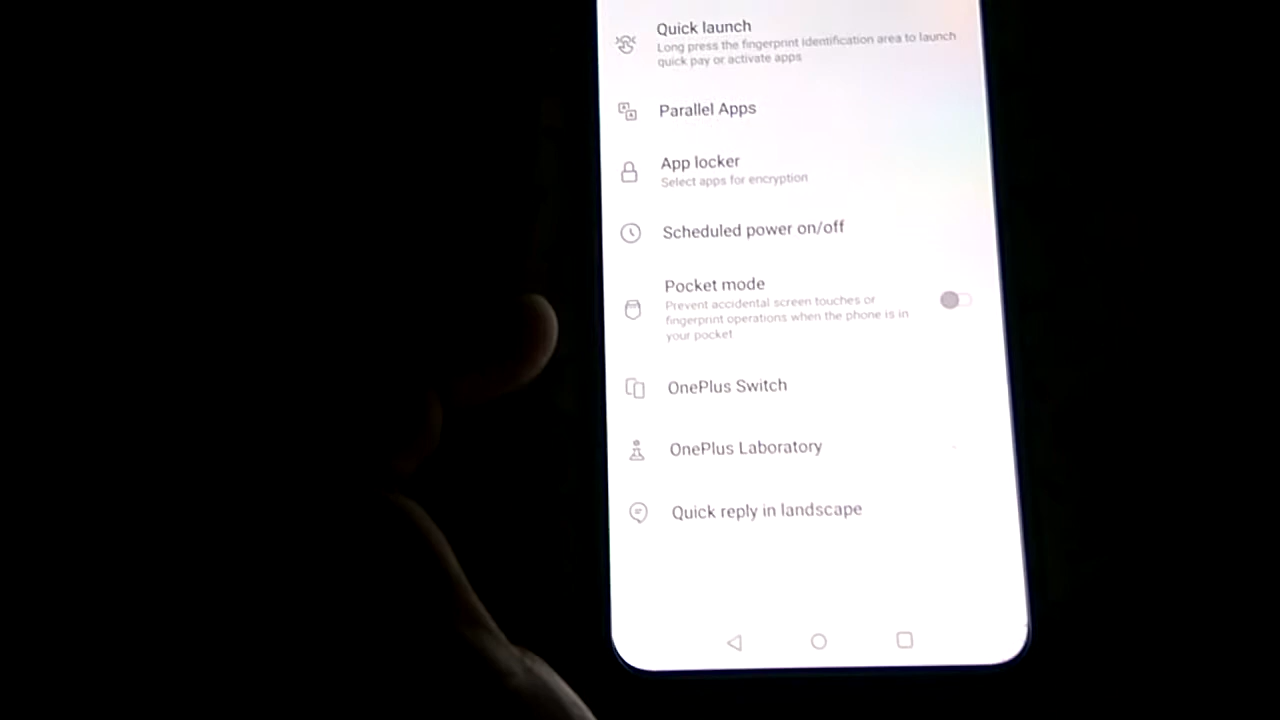 Quick launch
Long press the fingerprint identification area to launch
quick pay or activate apps
Parallel Apps
App locker
Select apps for encryption
Scheduled power on/off
Pocket mode
Prevent accidental screen touches or
fingerprint operations when the phone is in
your pocket
OnePlus Switch
OnePlus Laboratory
Quick reply in landscape